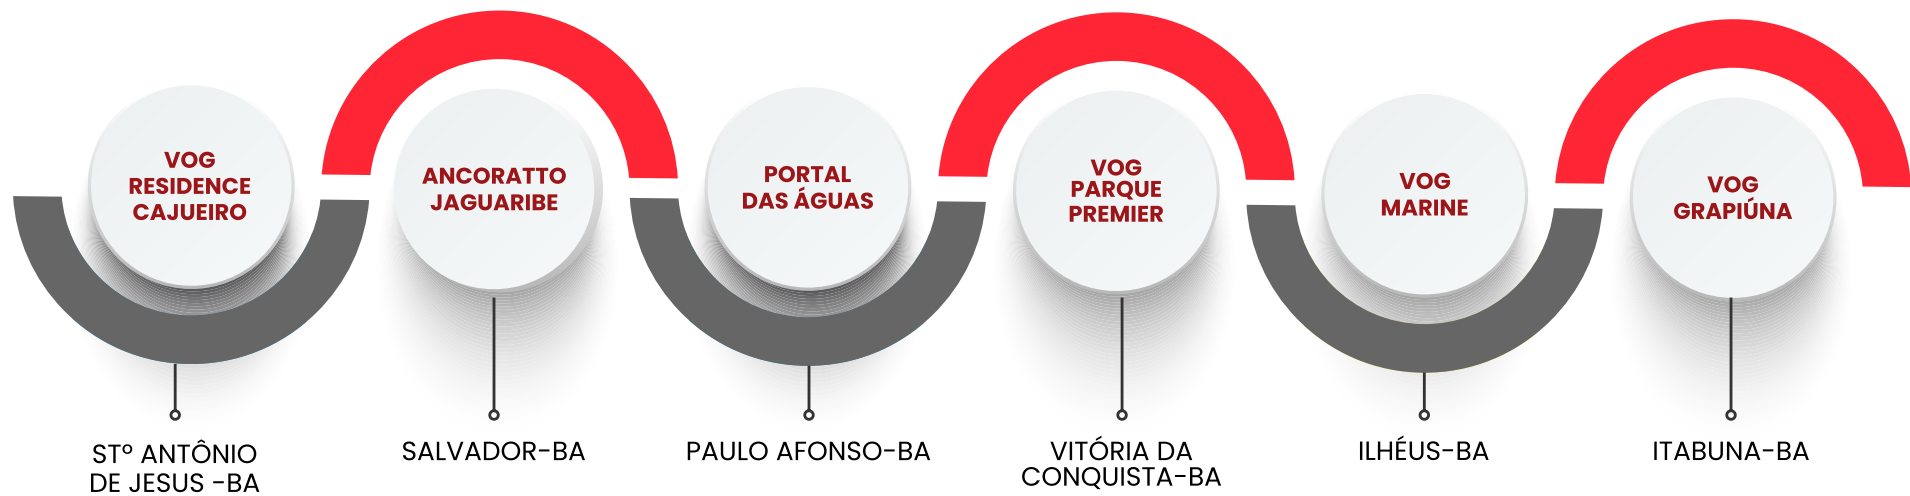 VOG
RESIDENCE
CAJUEIRO
ANCORATTO
JAGUARIBE
PORTAL
DAS ÁGUAS
VOG
PARQUE
PREMIER
VOG
MARINE
VOG
GRAPIÚNA
STº ANTÔNIO
DE JESUS -BA
SALVADOR-BA
PAULO AFONSO-BA
VITÓRIA DA
CONQUISTA-BA
ILHÉUS-BA
ITABUNA-BA